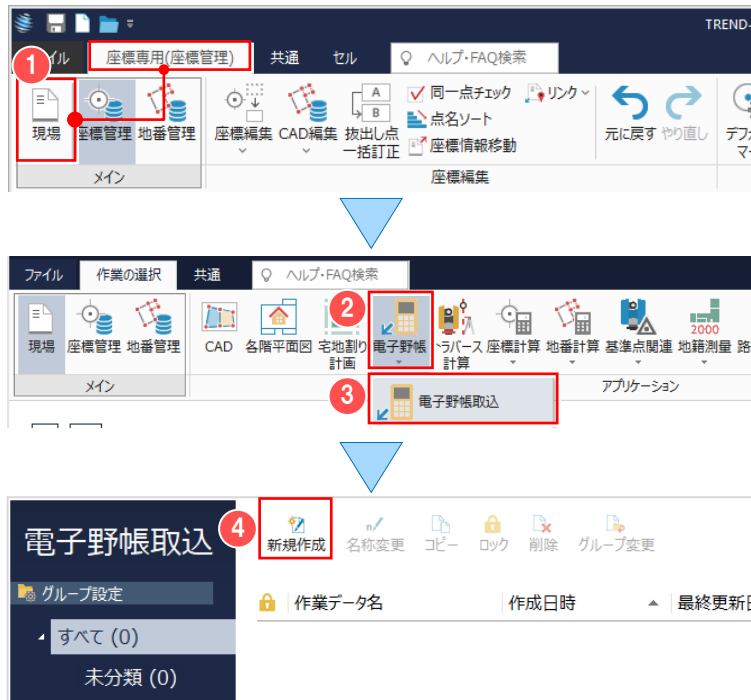 TREND-
ファイル 座標専用(座標管理) 共通 セル ヘルプ・FAQ検索
1
現場 座標管理 地番管理 座標編集 CAD編集 抜出し点 一括訂正 同一点チェック リンク 元に戻す やり直し
点名ソート
座標情報移動
メイン 座標編集
ファイル 作業の選択 共通 ヘルプ・FAQ検索
2
現場 座標管理 地番管理 CAD 各階平面図 宅地割り 計画 電子野帳 トラバース 計算 座標計算 地番計算 基準点関連 地籍測量
2000
メイン アプリケーション
3 電子野帳取込
電子野帳取込
4
新規作成 名称変更 コピー ロック 削除 グループ変更
グループ設定
作業データ名 作成日時 最終更新日
すべて (0)
未分類 (0)